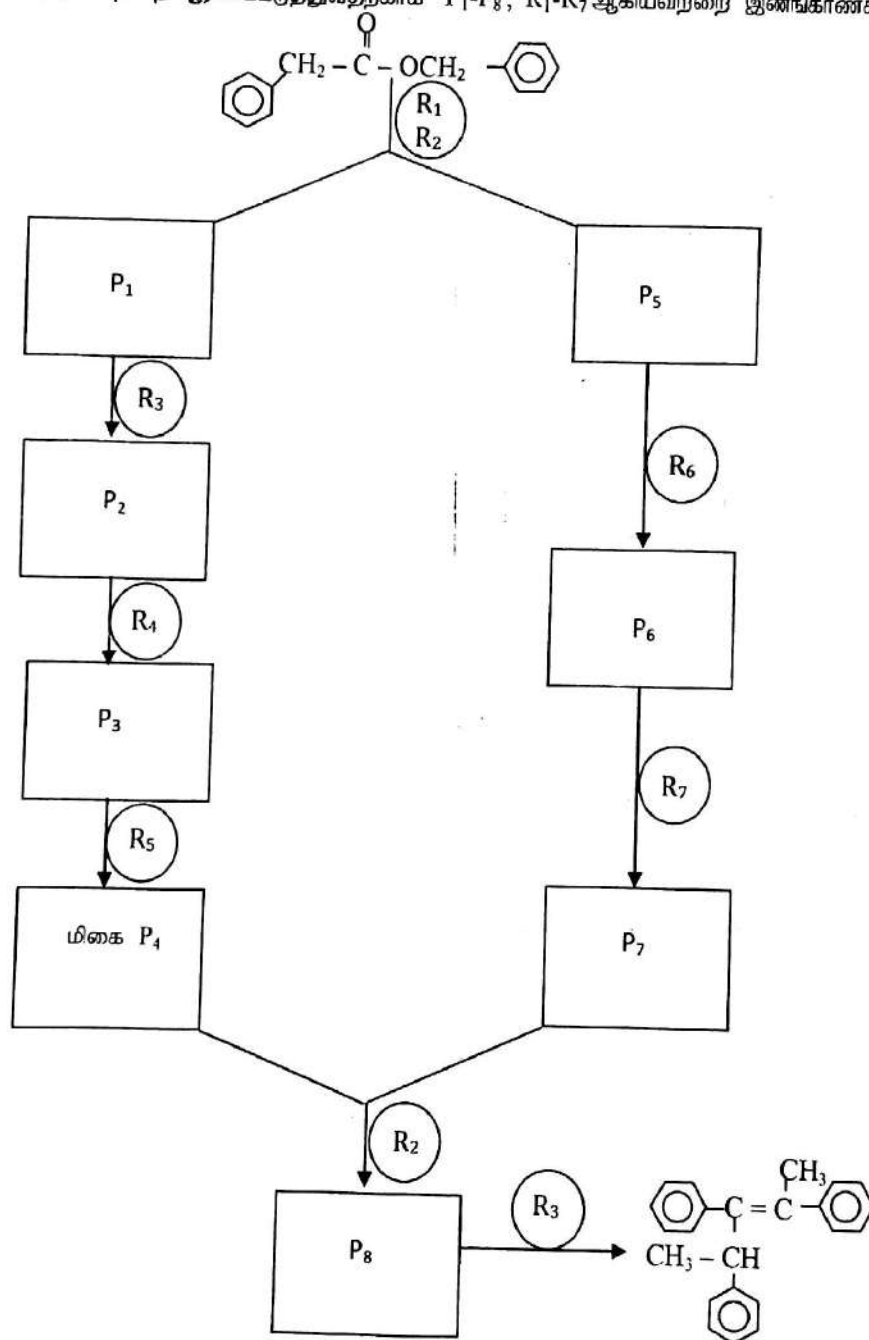 P₁-P₈, R₁-R₇ ஆகியவற்றை
O
CH₂ – C – OCH₂
R₁
R₂
P₁
P₅
R₃
R₆
P₂
R₄
P₆
P₃
R₇
R₅
மிகை P₄
P₇
R₂
CH₃
R₃
C = C
P₈
CH₃ – CH